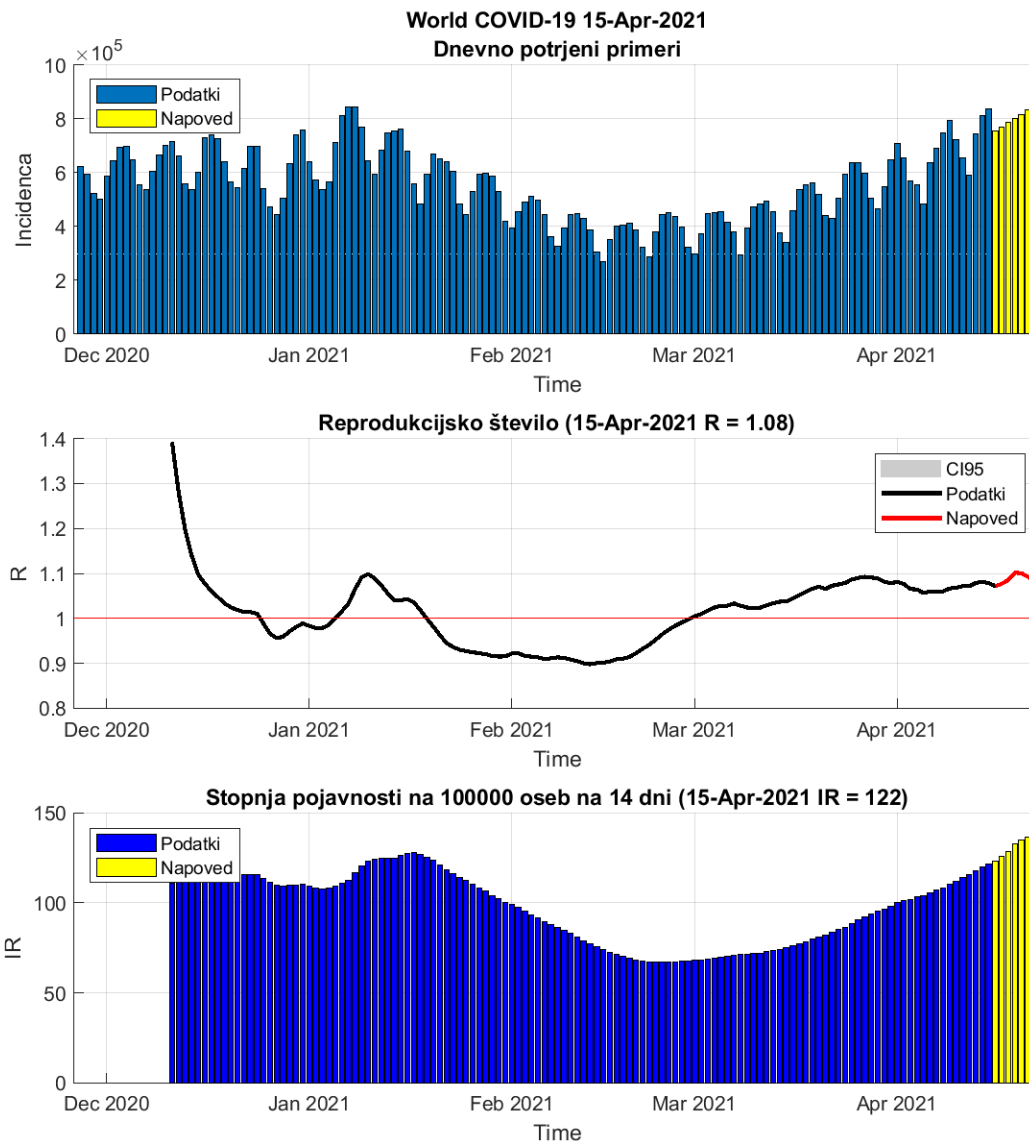 World COVID-19 15-Apr-2021
Dnevno potrjeni primeri
×10^5
10
8
6
4
2
0
Incidenca
Podatki
Napoved
Dec 2020 Jan 2021 Feb 2021 Mar 2021 Apr 2021
Time
Reprodukcijsko število (15-Apr-2021 R = 1.08)
1.4
1.3
1.2
1.1
1
0.9
0.8
R
CI95
Podatki
Napoved
Dec 2020 Jan 2021 Feb 2021 Mar 2021 Apr 2021
Time
Stopnja pojavnosti na 100000 oseb na 14 dni (15-Apr-2021 IR = 122)
150
100
50
0
IR
Podatki
Napoved
Dec 2020 Jan 2021 Feb 2021 Mar 2021 Apr 2021
Time